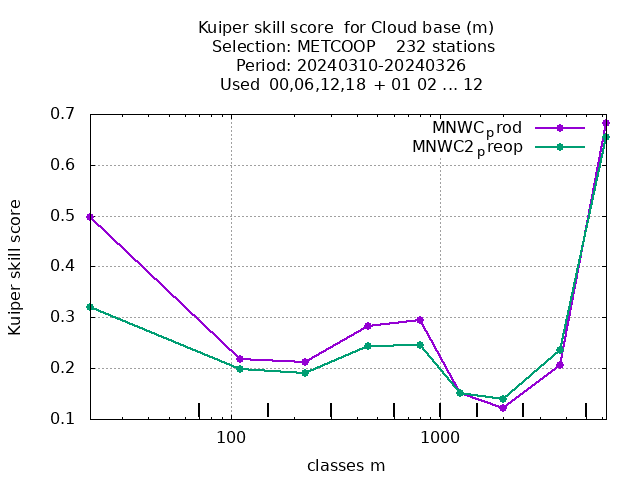 Kuiper skill score for Cloud base (m)
Selection: METCOOP 232 stations
Period: 20240310-20240326
Used 00,06,12,18 + 01 02 ... 12
0.7
MNWC_prod
MNWC2_preop
0.6
0.5
0.4
0.3
0.2
0.1
Kuiper skill score
100
1000
classes m